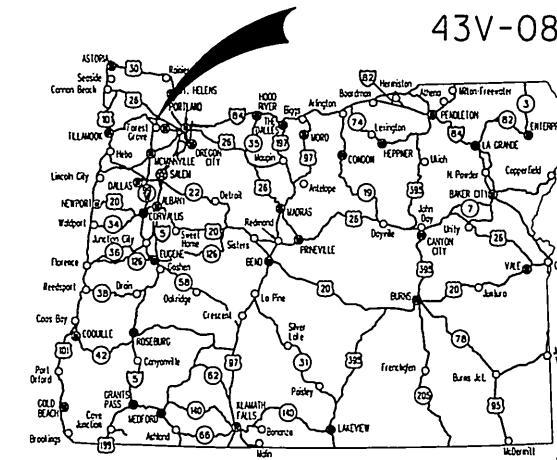 43V-08
ASTORIA
30
Rainier
Seaside
Cannon Beach
26
ST. HELENS
PORTLAND
82
Hermiston
Boardman
Athena
Milton-Freewater
3
HOOD RIVER
THE DALLES
84
Biggs
Arlington
101
TILLAMOOK
Forest Grove
OREGON CITY
35
197
MORO
74
Lexington
HEPPNER
PENDLETON
84
82
LA GRANDE
ENTERP
Hebo
McMINVILLE
26
Maupin
97
CONDON
Ukiah
Lincoln City
SALEM
DALLAS
22
Detroit
Antelope
19
395
N. Powder
Copperfield
BAKER CITY
NEWPORT
20
ALBANY
CORVALLIS
26
MADRAS
John Day
7
Waldport
34
5
Sweet Home
20
Redmond
26
Dayville
Unity
26
Junction City
Sisters
PRINEVILLE
CANYON CITY
36
126
EUGENE
126
BEND
Florence
Goshen
395
VALE
Reedsport
38
Drain
58
Oakridge
20
BURNS
20
Juntura
La Pine
Crescent
Coos Bay
COQUILLE
ROSEBURG
Silver Lake
78
101
42
97
31
395
Canyonville
62
Frenchglen
Burns Jct.
Port Orford
5
Paisley
GOLD BEACH
GRANTS PASS
MEDFORD
140
KLAMATH FALLS
140
205
95
Cave Junction
Ashland
66
Bonanza
LAKEVIEW
Brookings
199
Malin
McDermitt